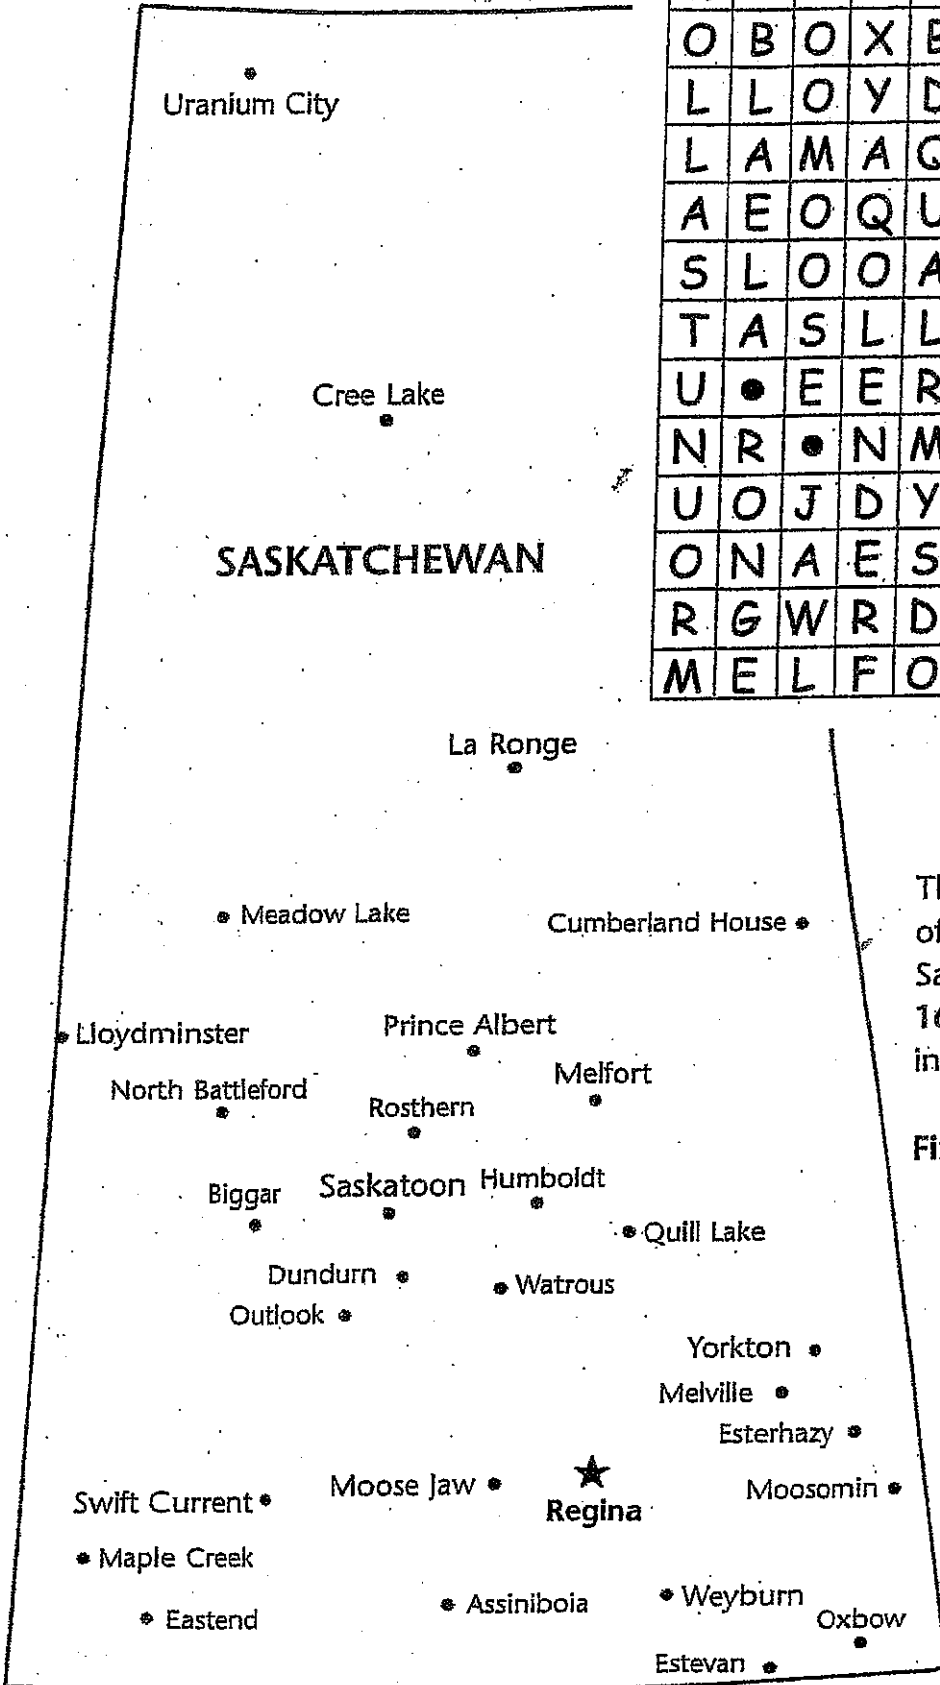 Uranium City
Cree Lake
SASKATCHEWAN
La Ronge
Meadow Lake
Cumberland House
Lloydminster
Prince Albert
North Battleford
Melfort
Rosthern
Biggar
Saskatoon
Humboldt
Quill Lake
Dundurn
Watrous
Outlook
Yorkton
Melville
Esterhazy
Moose Jaw
Regina
Moosomin
Swift Current
Maple Creek
Assiniboia
Weyburn
Eastend
Oxbow
Estevan
O B O X
L L O Y D
L A M A
A E O Q U
S L O O A
T A S L L
U • E E R
N R • N M
U O J D Y
O N A E S
R G W R D
M E L F O
of
in